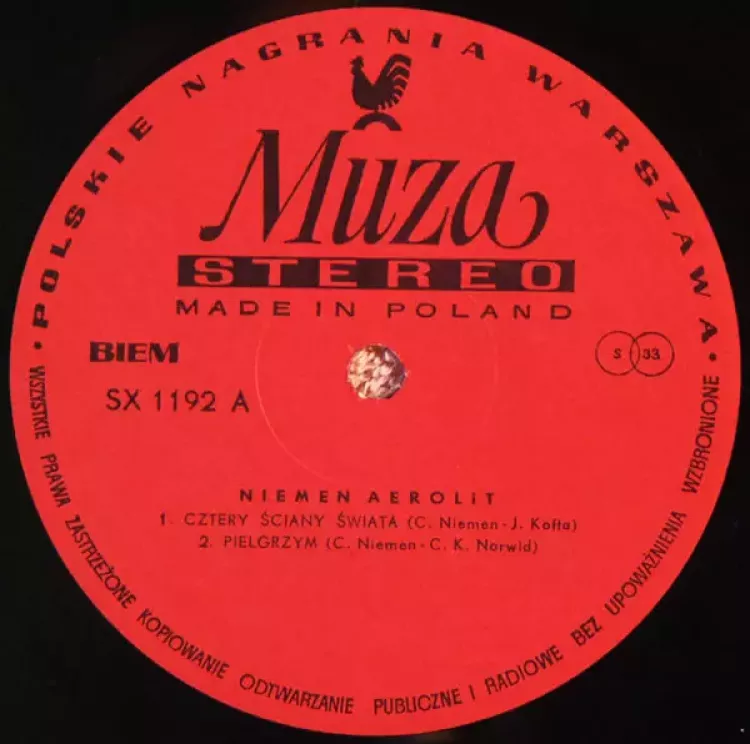 · POLSKIE NAGRANIA WARSZAWA ·
Muza
STEREO
MADE IN POLAND
BIEM
S 33
SX 1192 A
NIEMEN AEROLIT
1. CZTERY ŚCIANY ŚWIATA (C. Niemen - J. Kofta)
2. PIELGRZYM (C. Niemen - C. K. Norwid)
WSZYSTKIE PRAWA ZASTRZEŻONE KOPIOWANIE ODTWARZANIE PUBLICZNE I RADIOWE BEZ UPOWAŻNIENIA WZBRONIONE